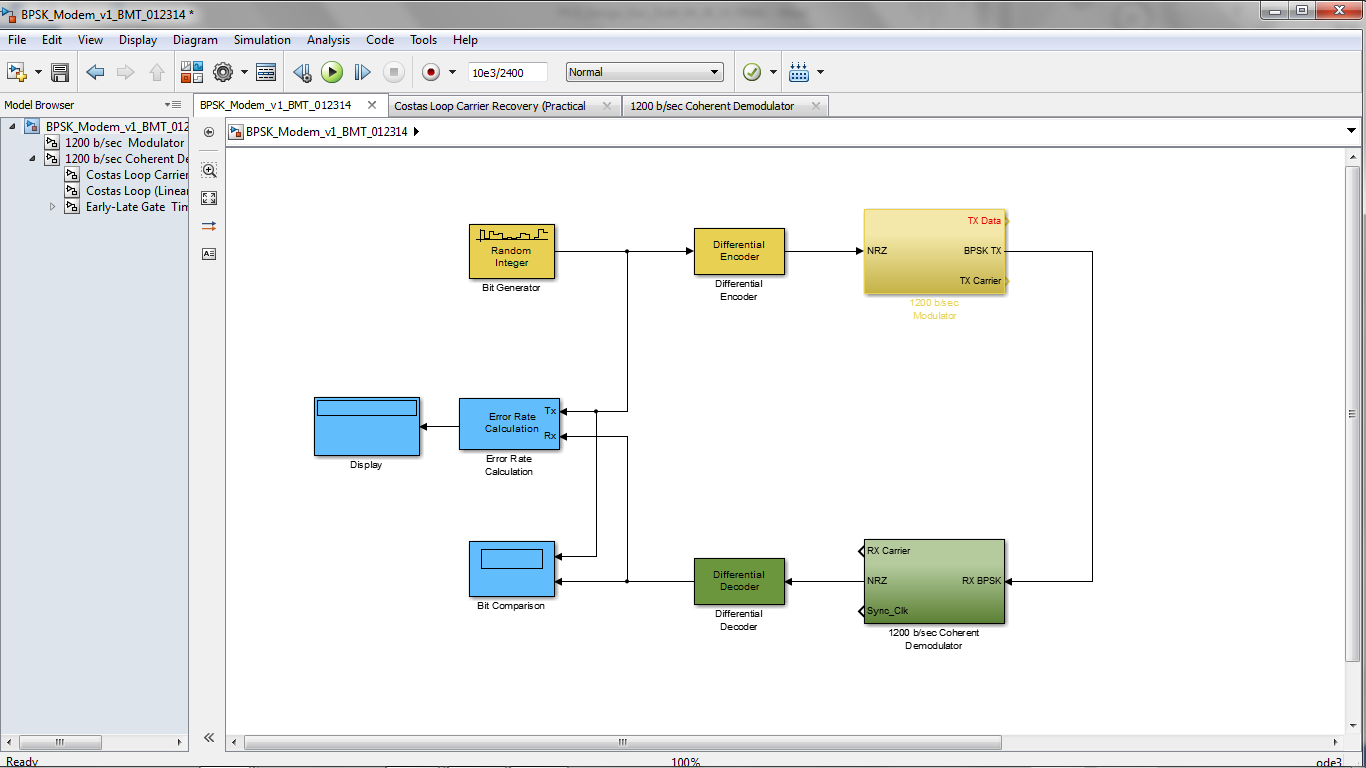 BPSK_Modem_v1_BMT_012314 *
File Edit View Display Diagram Simulation Analysis Code Tools Help
10e3/2400 Normal
Model Browser
BPSK_Modem_v1_BMT_012314 Costas Loop Carrier Recovery (Practical 1200 b/sec Coherent Demodulator
BPSK_Modem_v1_BMT_012
1200 b/sec Modulator
1200 b/sec Coherent De
Costas Loop Carrier
Costas Loop (Linear
Early-Late Gate Tim
BPSK_Modem_v1_BMT_012314
Random
Integer
Bit Generator
Differential
Encoder
Differential
Encoder
TX Data
NRZ BPSK TX
TX Carrier
1200 b/sec
Modulator
Display
Error Rate
Calculation
Tx
Rx
Error Rate
Calculation
Bit Comparison
Differential
Decoder
Differential
Decoder
RX Carrier
NRZ RX BPSK
Sync_Clk
1200 b/sec Coherent
Demodulator
Ready 100% ode3